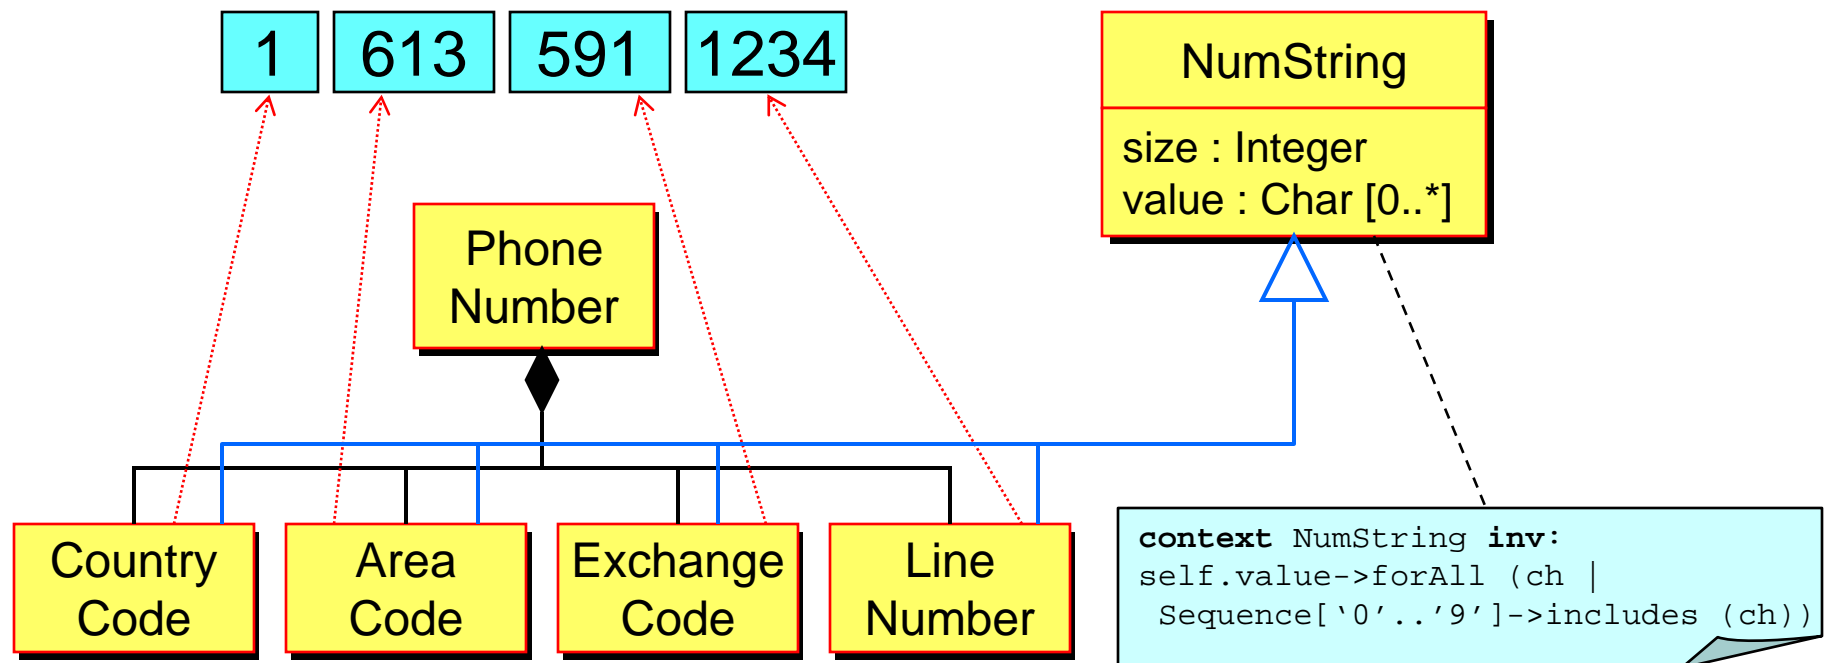 1 613 591 1234
NumString
size : Integer
value : Char [0..*]
Phone
Number
Country
Code
Area
Code
Exchange
Code
Line
Number
context NumString inv:
self.value->forAll (ch |
Sequence[‘0’..’9’]->includes (ch))